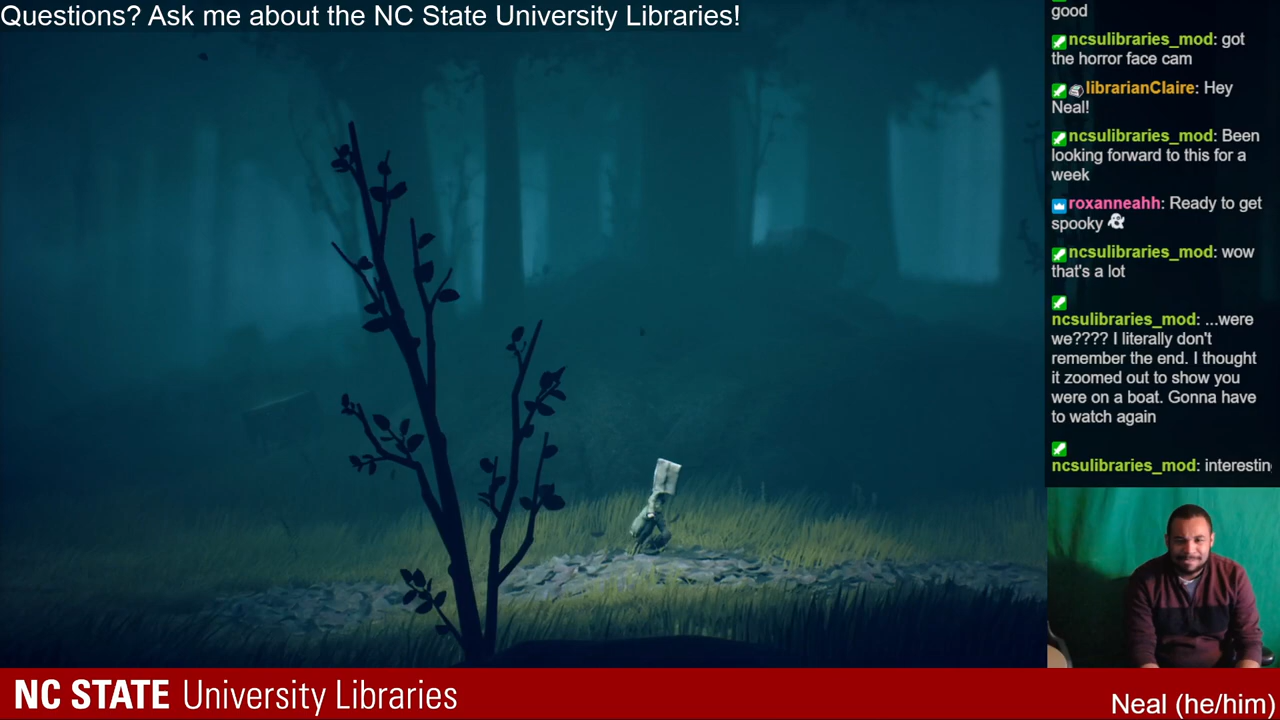 Questions? Ask me about the NC State University Libraries!
good
ncsulibraries_mod: got
the horror face cam
librarianClaire: Hey
Neal!
ncsulibraries_mod: Been
looking forward to this for a
week
roxanneahh: Ready to get
spooky 👻
ncsulibraries_mod: wow
that's a lot
ncsulibraries_mod: ...were
we???? I literally don't
remember the end. I thought
it zoomed out to show you
were on a boat. Gonna have
to watch again
ncsulibraries_mod: interestin
NC STATE University Libraries
Neal (he/him)